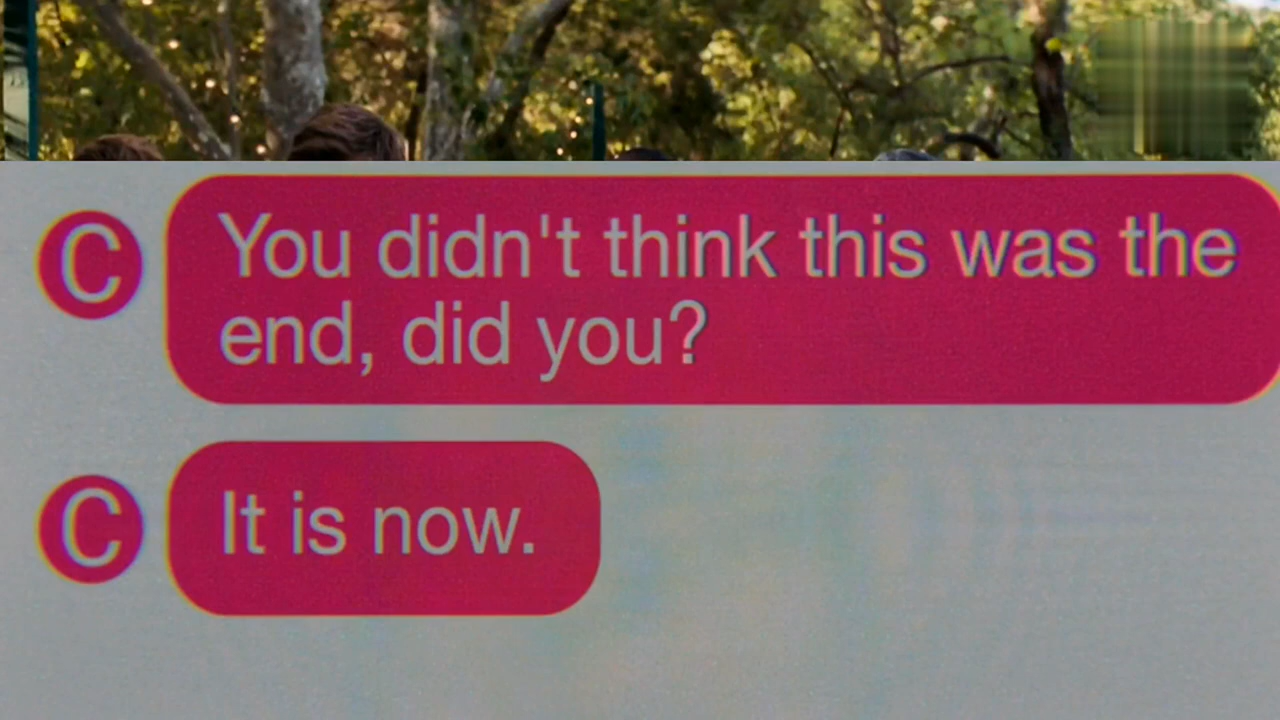 C
You didn't think this was the
end, did you?
C
It is now.